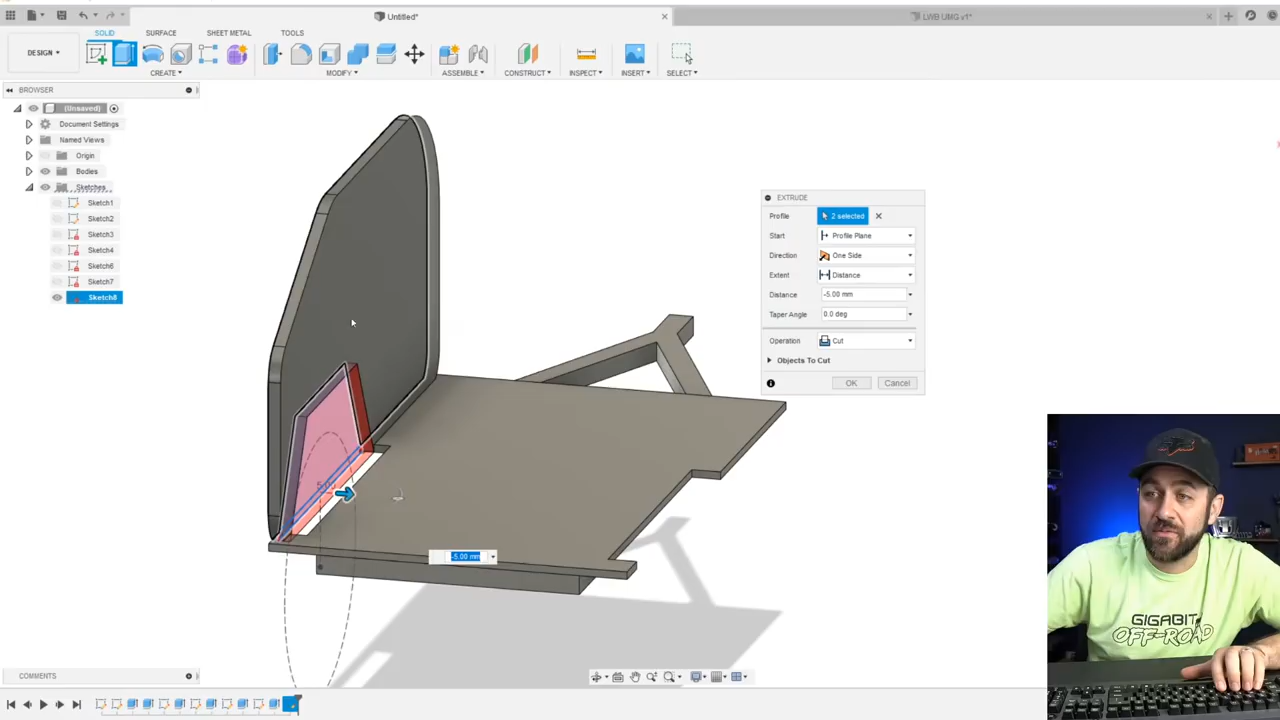 Untitled*
LWB UMG v1*
DESIGN
SOLID
SURFACE
SHEET METAL
TOOLS
CREATE
MODIFY
ASSEMBLE
CONSTRUCT
INSPECT
INSERT
SELECT
BROWSER
(Unsaved)
Document Settings
Named Views
Origin
Bodies
Sketches
Sketch1
Sketch2
Sketch3
Sketch4
Sketch6
Sketch7
Sketch8
EXTRUDE
Profile
2 selected
Start
Profile Plane
Direction
One Side
Extent
Distance
Distance
-5.00 mm
Taper Angle
0.0 deg
Operation
Cut
Objects To Cut
OK
Cancel
5.00
-5.00 mm
GIGABIT
OFF-ROAD
COMMENTS